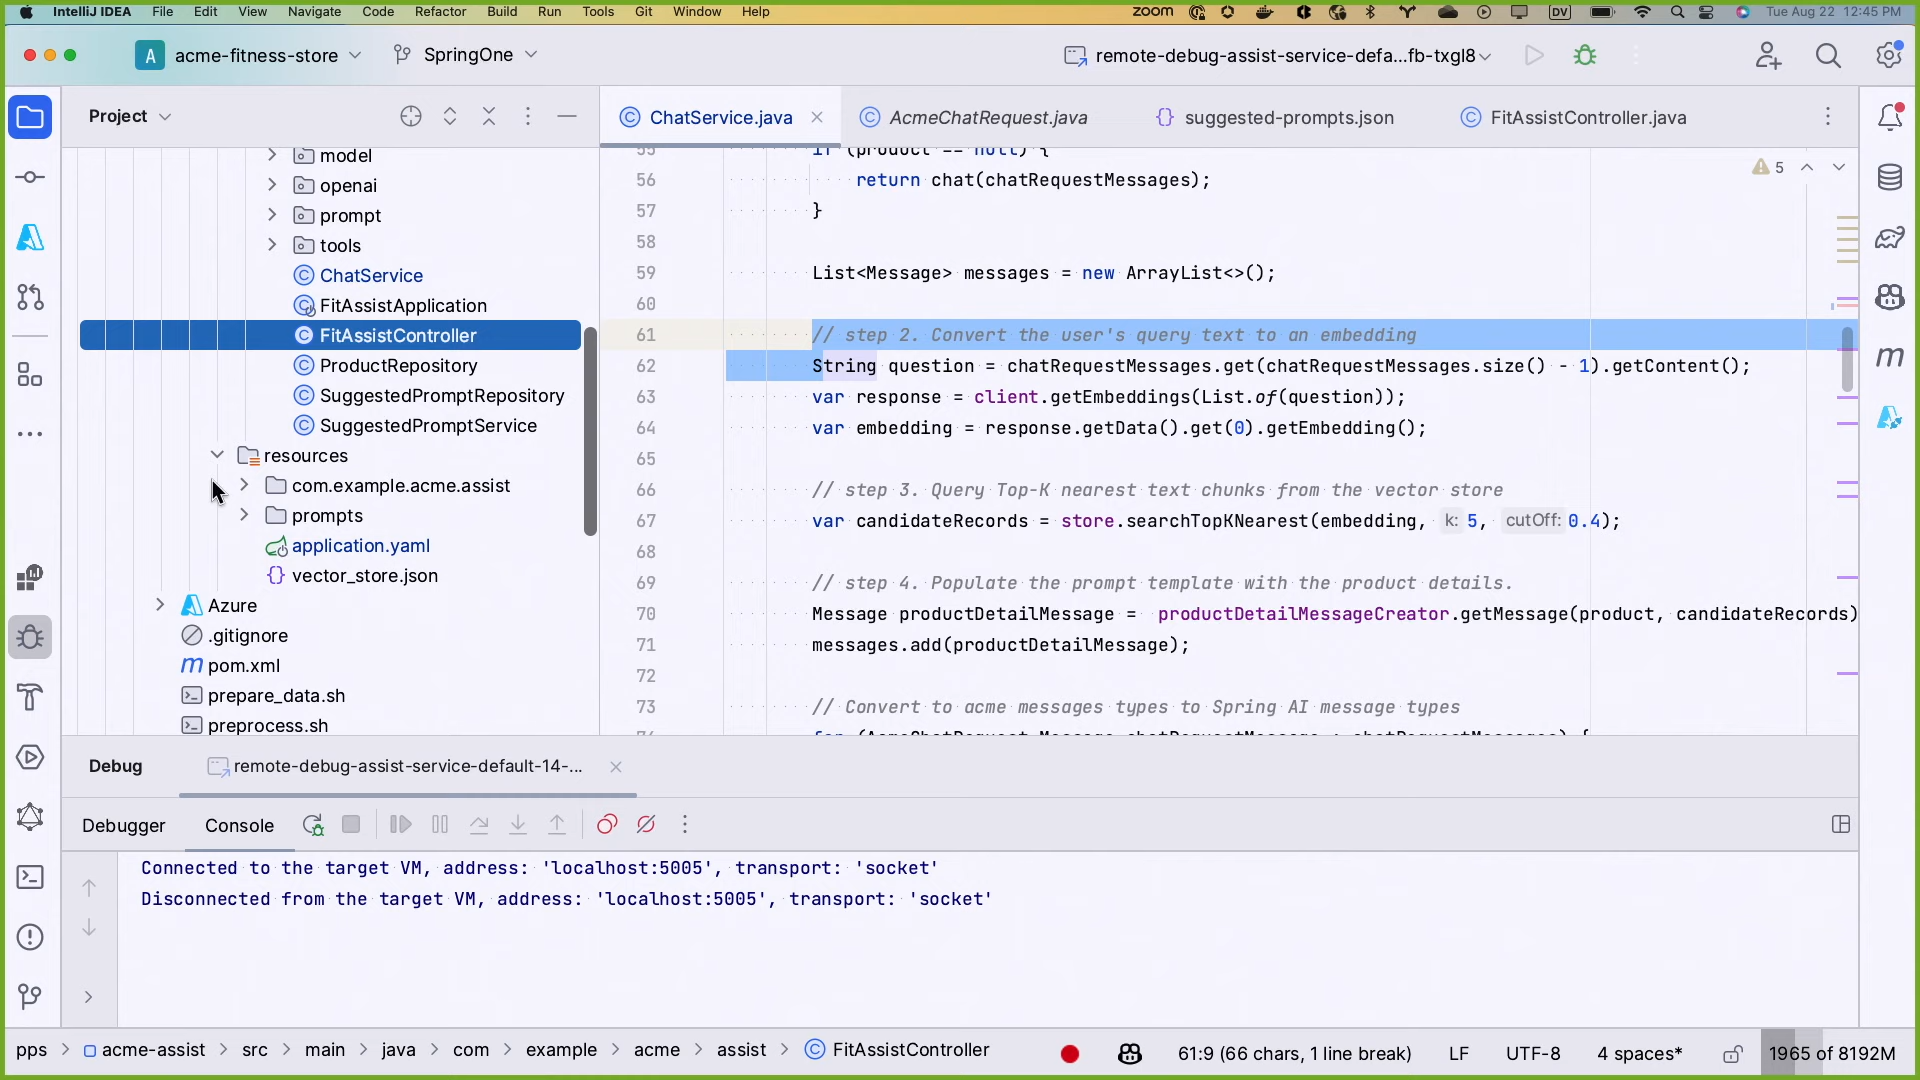 IntelliJ IDEA File Edit View Navigate Code Refactor Build Run Tools Git Window Help zoom DV Tue Aug 22 12:45 PM
A acme-fitness-store SpringOne remote-debug-assist-service-defa...fb-txgl8
Project
ChatService.java AcmeChatRequest.java suggested-prompts.json FitAssistController.java
model
openai
prompt
tools
ChatService
FitAssistApplication
FitAssistController
ProductRepository
SuggestedPromptRepository
SuggestedPromptService
resources
com.example.acme.assist
prompts
application.yaml
vector_store.json
Azure
.gitignore
pom.xml
prepare_data.sh
preprocess.sh
5
55 if (product == null) {
56 return chat(chatRequestMessages);
57 }
58
59 List<Message> messages = new ArrayList<>();
60
61 // step 2. Convert the user's query text to an embedding
62 String question = chatRequestMessages.get(chatRequestMessages.size() - 1).getContent();
63 var response = client.getEmbeddings(List.of(question));
64 var embedding = response.getData().get(0).getEmbedding();
65
66 // step 3. Query Top-K nearest text chunks from the vector store
67 var candidateRecords = store.searchTopKNearest(embedding, k: 5, cutOff: 0.4);
68
69 // step 4. Populate the prompt template with the product details.
70 Message productDetailMessage = productDetailMessageCreator.getMessage(product, candidateRecords)
71 messages.add(productDetailMessage);
72
73 // Convert to acme messages types to Spring AI message types
74 for (AcmeChatRequest.Message chatRequestMessage : chatRequestMessages) {
Debug remote-debug-assist-service-default-14-...
Debugger Console
Connected to the target VM, address: 'localhost:5005', transport: 'socket'
Disconnected from the target VM, address: 'localhost:5005', transport: 'socket'
pps > acme-assist > src > main > java > com > example > acme > assist > FitAssistController 61:9 (66 chars, 1 line break) LF UTF-8 4 spaces* 1965 of 8192M